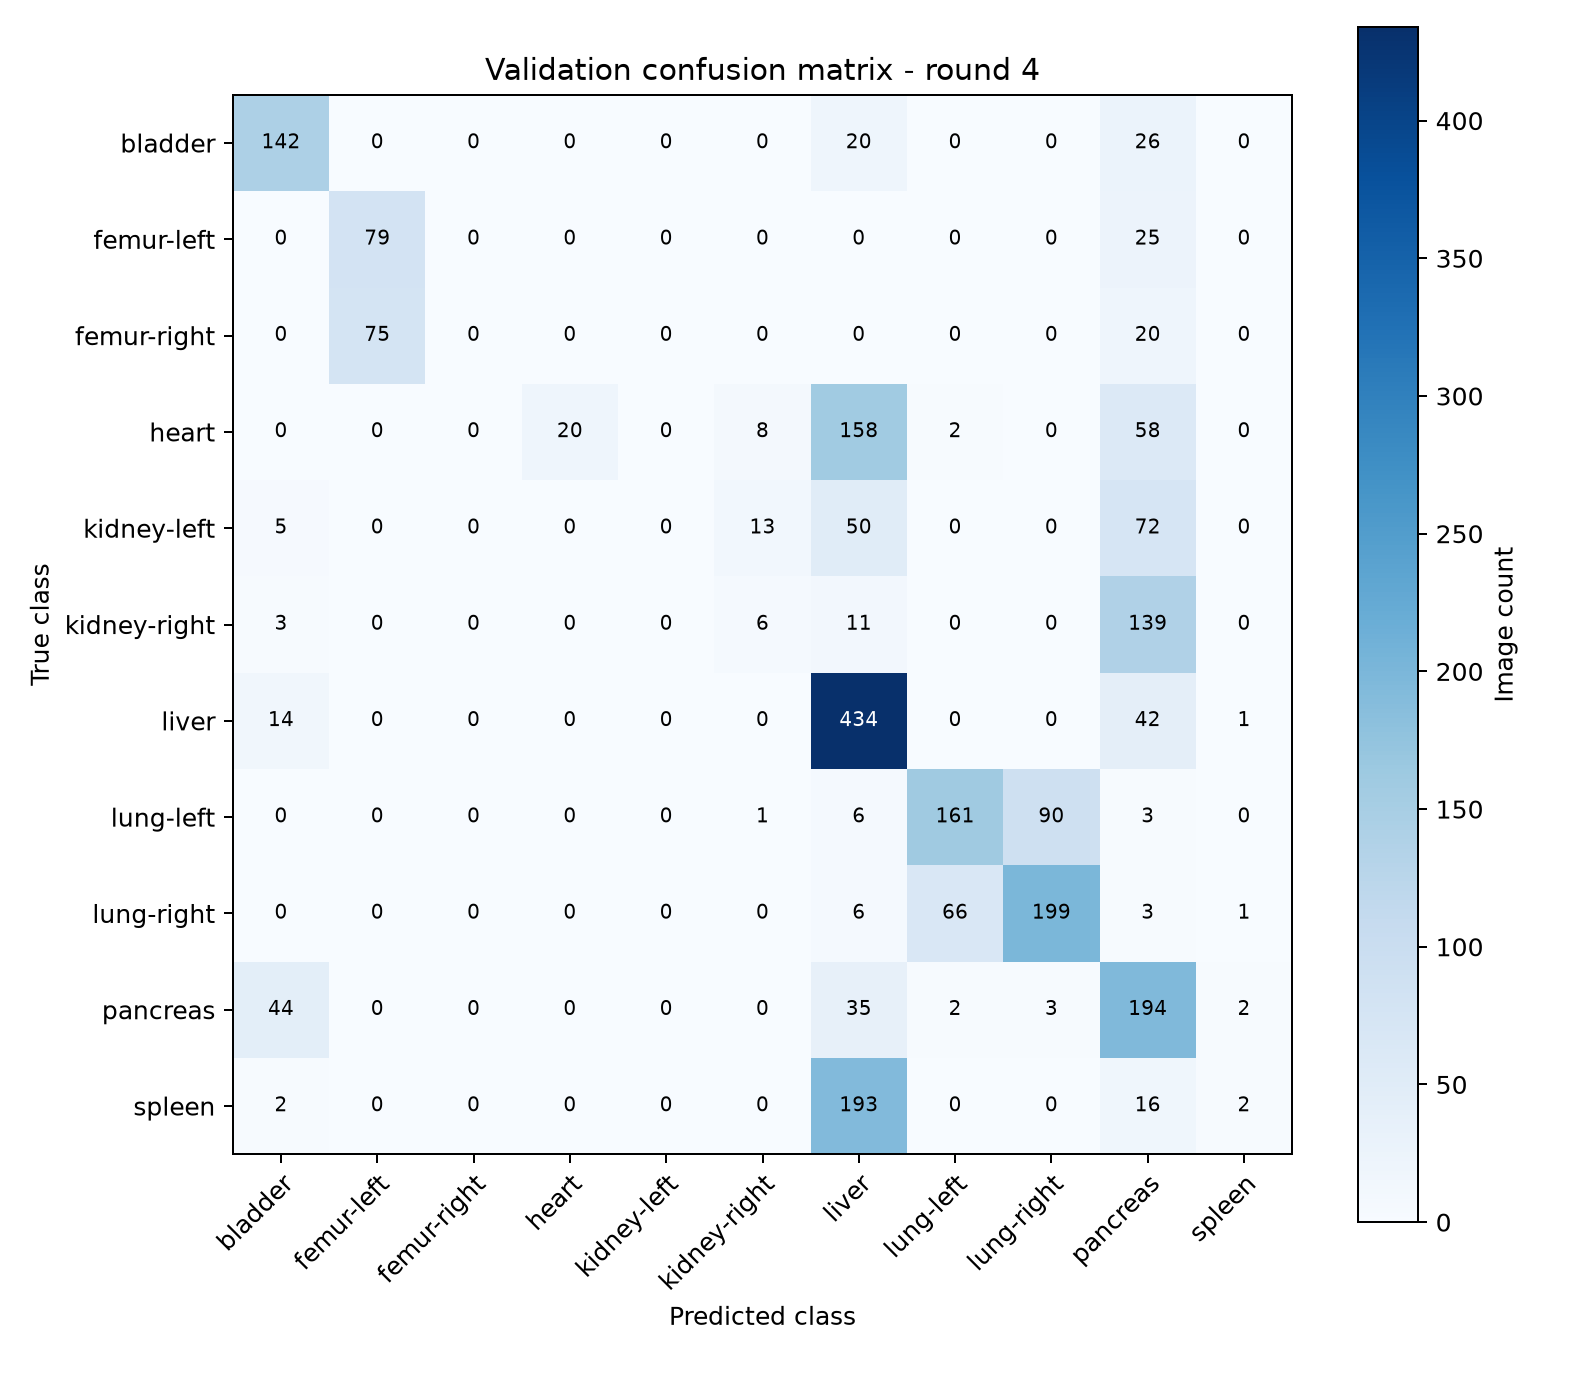 Validation confusion matrix - round 4
bladder 142 0 0 0 0 0 20 0 0 26 0
femur-left 0 79 0 0 0 0 0 0 0 25 0
femur-right 0 75 0 0 0 0 0 0 0 20 0
heart 0 0 0 20 0 8 158 2 0 58 0
kidney-left 5 0 0 0 0 13 50 0 0 72 0
kidney-right 3 0 0 0 0 6 11 0 0 139 0
liver 14 0 0 0 0 0 434 0 0 42 1
lung-left 0 0 0 0 0 1 6 161 90 3 0
lung-right 0 0 0 0 0 0 6 66 199 3 1
pancreas 44 0 0 0 0 0 35 2 3 194 2
spleen 2 0 0 0 0 0 193 0 0 16 2
bladder femur-left femur-right heart kidney-left kidney-right liver lung-left lung-right pancreas spleen
Predicted class
True class
400
350
300
250
200
150
100
50
0
Image count